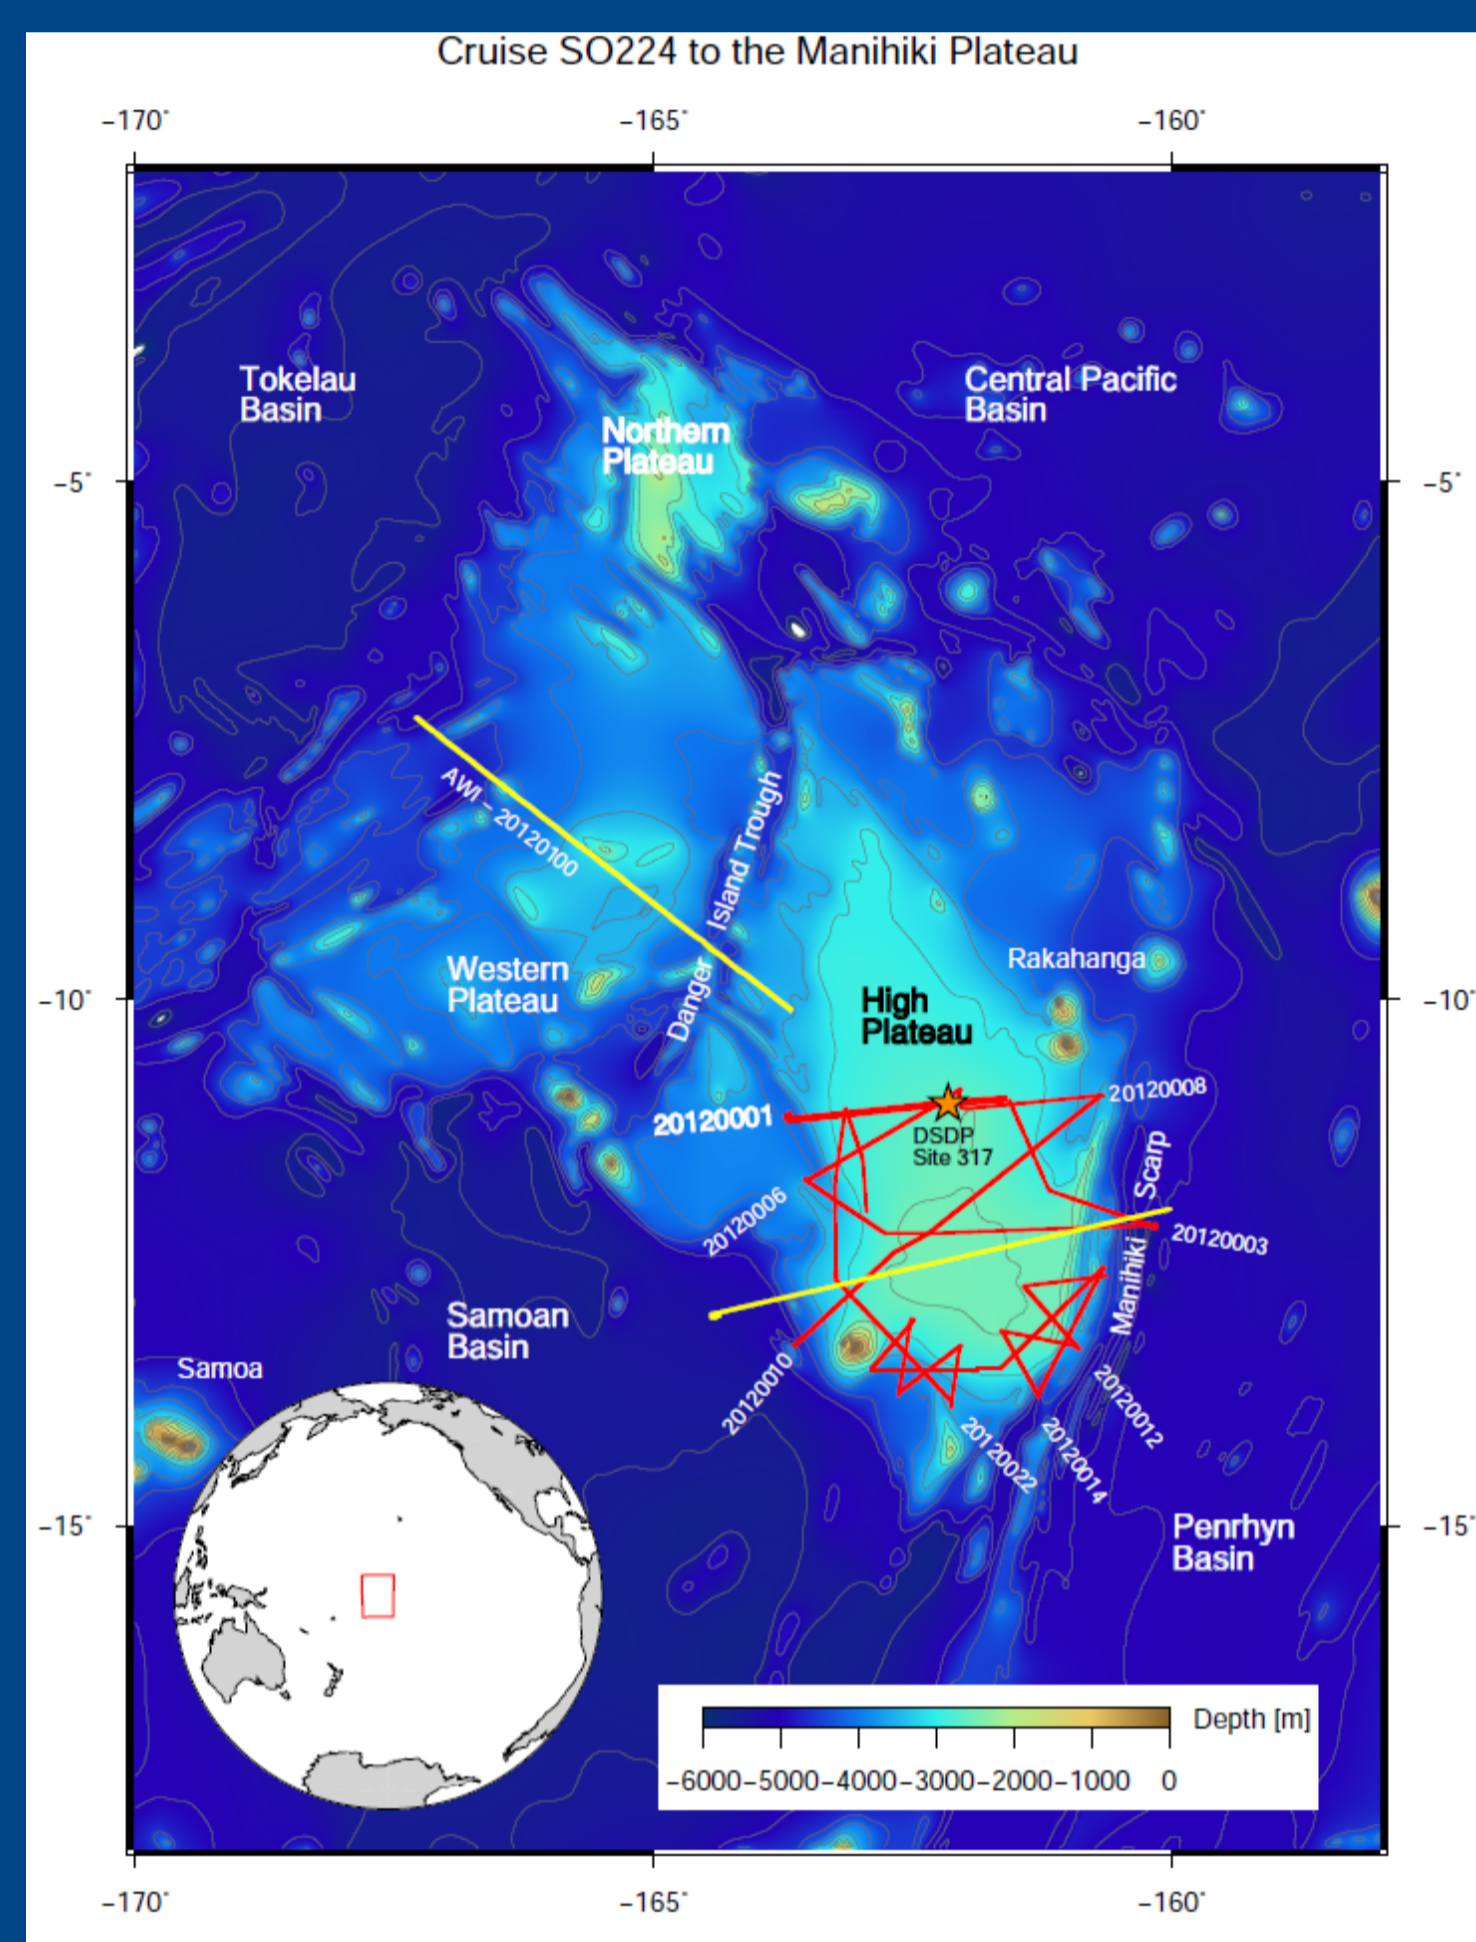 Cruise SO224 to the Manihiki Plateau
−170°
−165°
−160°
Tokelau
Basin
Central Pacific
Basin
Northern
Plateau
−5°
−5°
AWI − 20120100
Danger Island Trough
Western
Plateau
Rakahanga
High
Plateau
−10°
−10°
20120001
20120008
DSDP
Site 317
20120006
Manihiki Scarp
20120003
Samoan
Basin
Samoa
20120010
20120012
20120014
20120022
Penrhyn
Basin
−15°
−15°
Depth [m]
−6000−5000−4000−3000−2000−1000 0
−170°
−165°
−160°